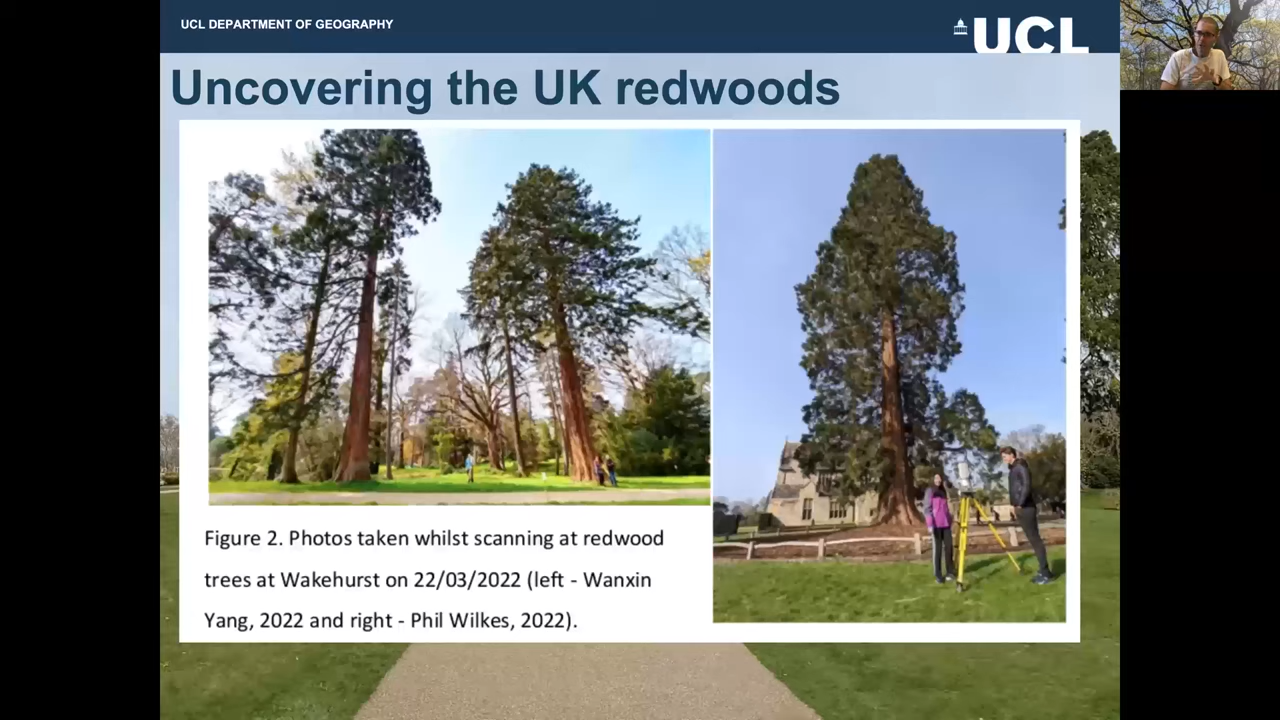 UCL DEPARTMENT OF GEOGRAPHY
UCL
Uncovering the UK redwoods
Figure 2. Photos taken whilst scanning at redwood
trees at Wakehurst on 22/03/2022 (left - Wanxin
Yang, 2022 and right - Phil Wilkes, 2022).